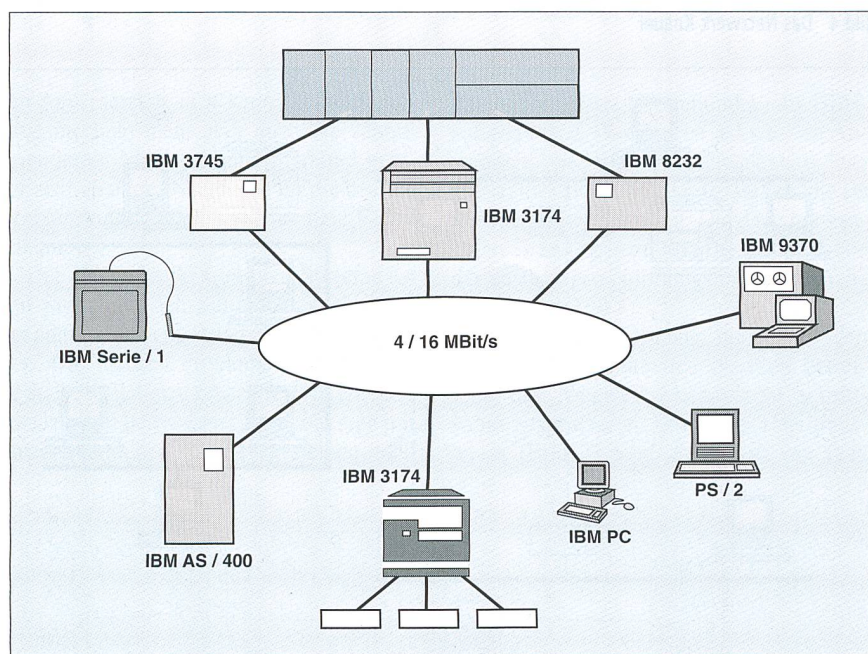 IBM 3745
IBM 3174
IBM 8232
IBM 9370
IBM Serie / 1
4 / 16 MBit/s
IBM AS / 400
IBM 3174
IBM PC
PS / 2